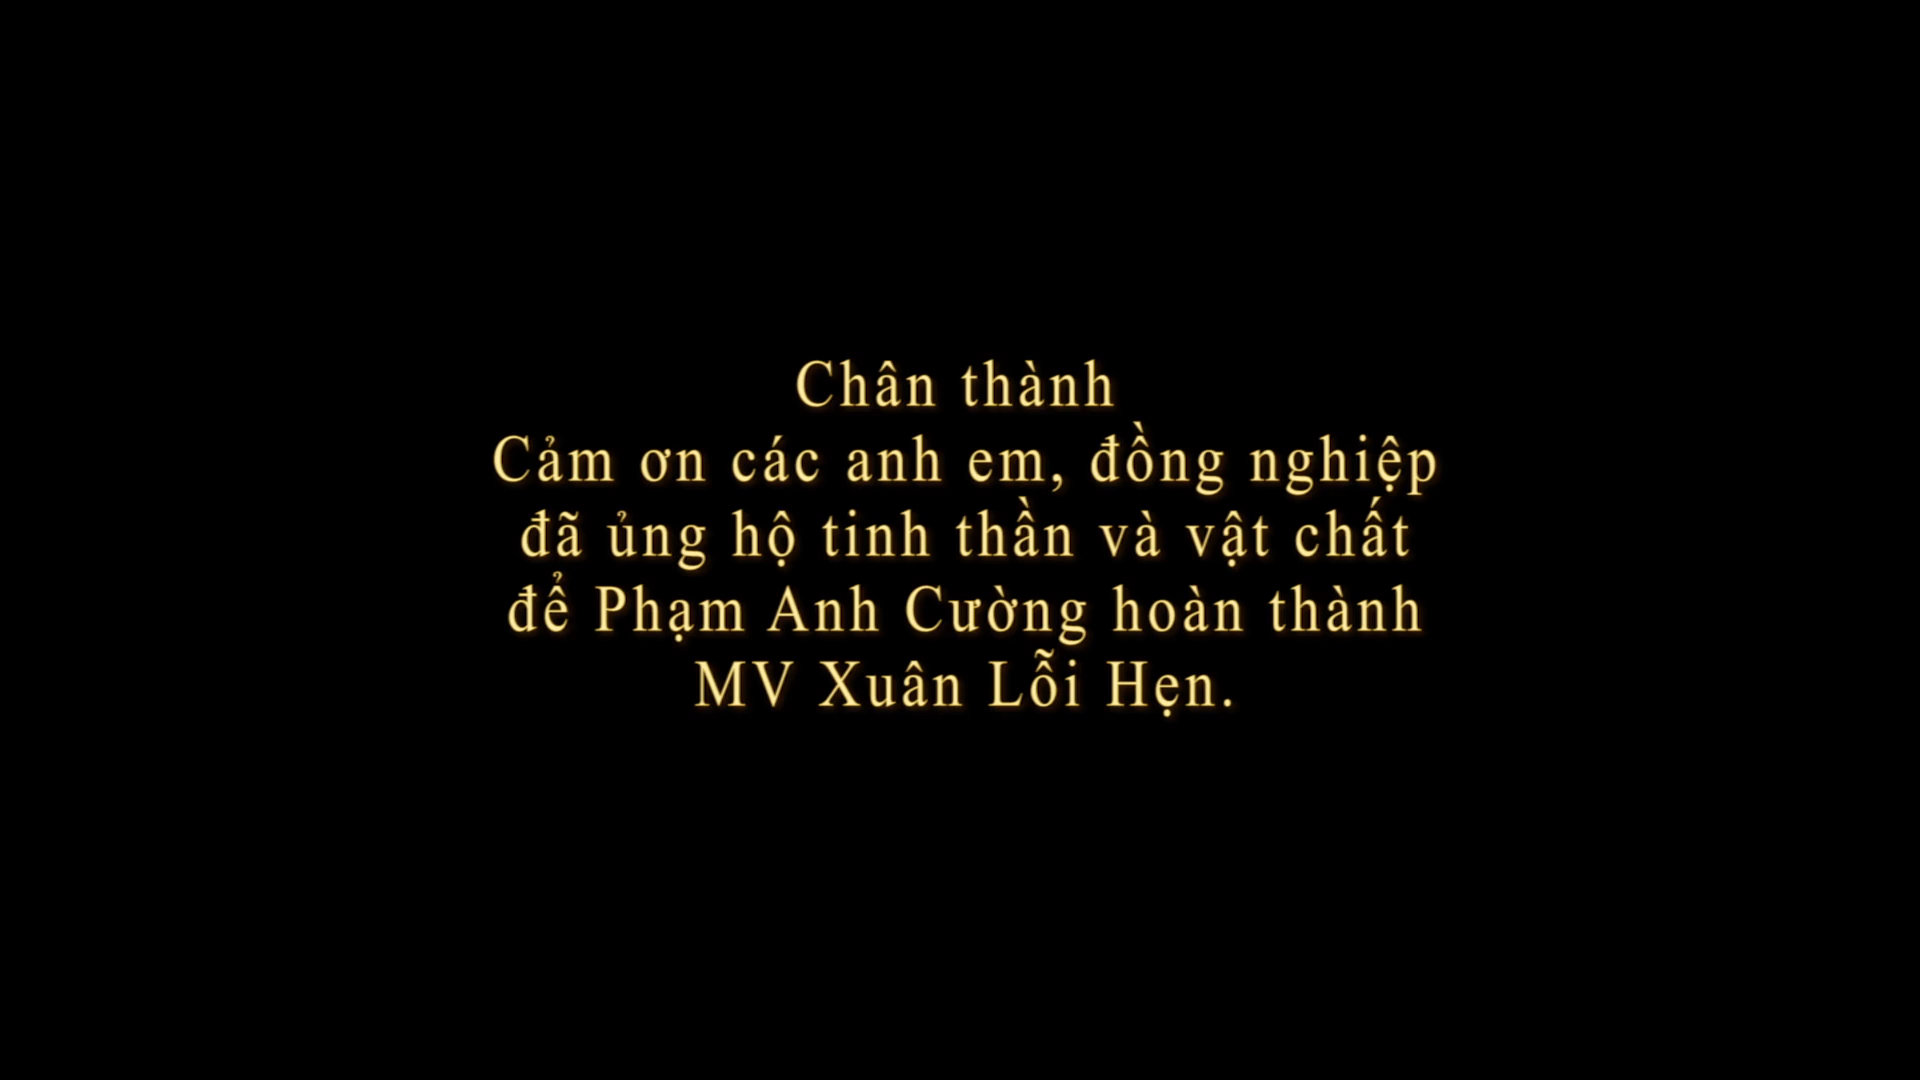 Chân thành
Cảm ơn các anh em, đồng nghiệp
đã ủng hộ tinh thần và vật chất
để Phạm Anh Cường hoàn thành
MV Xuân Lỗi Hẹn.